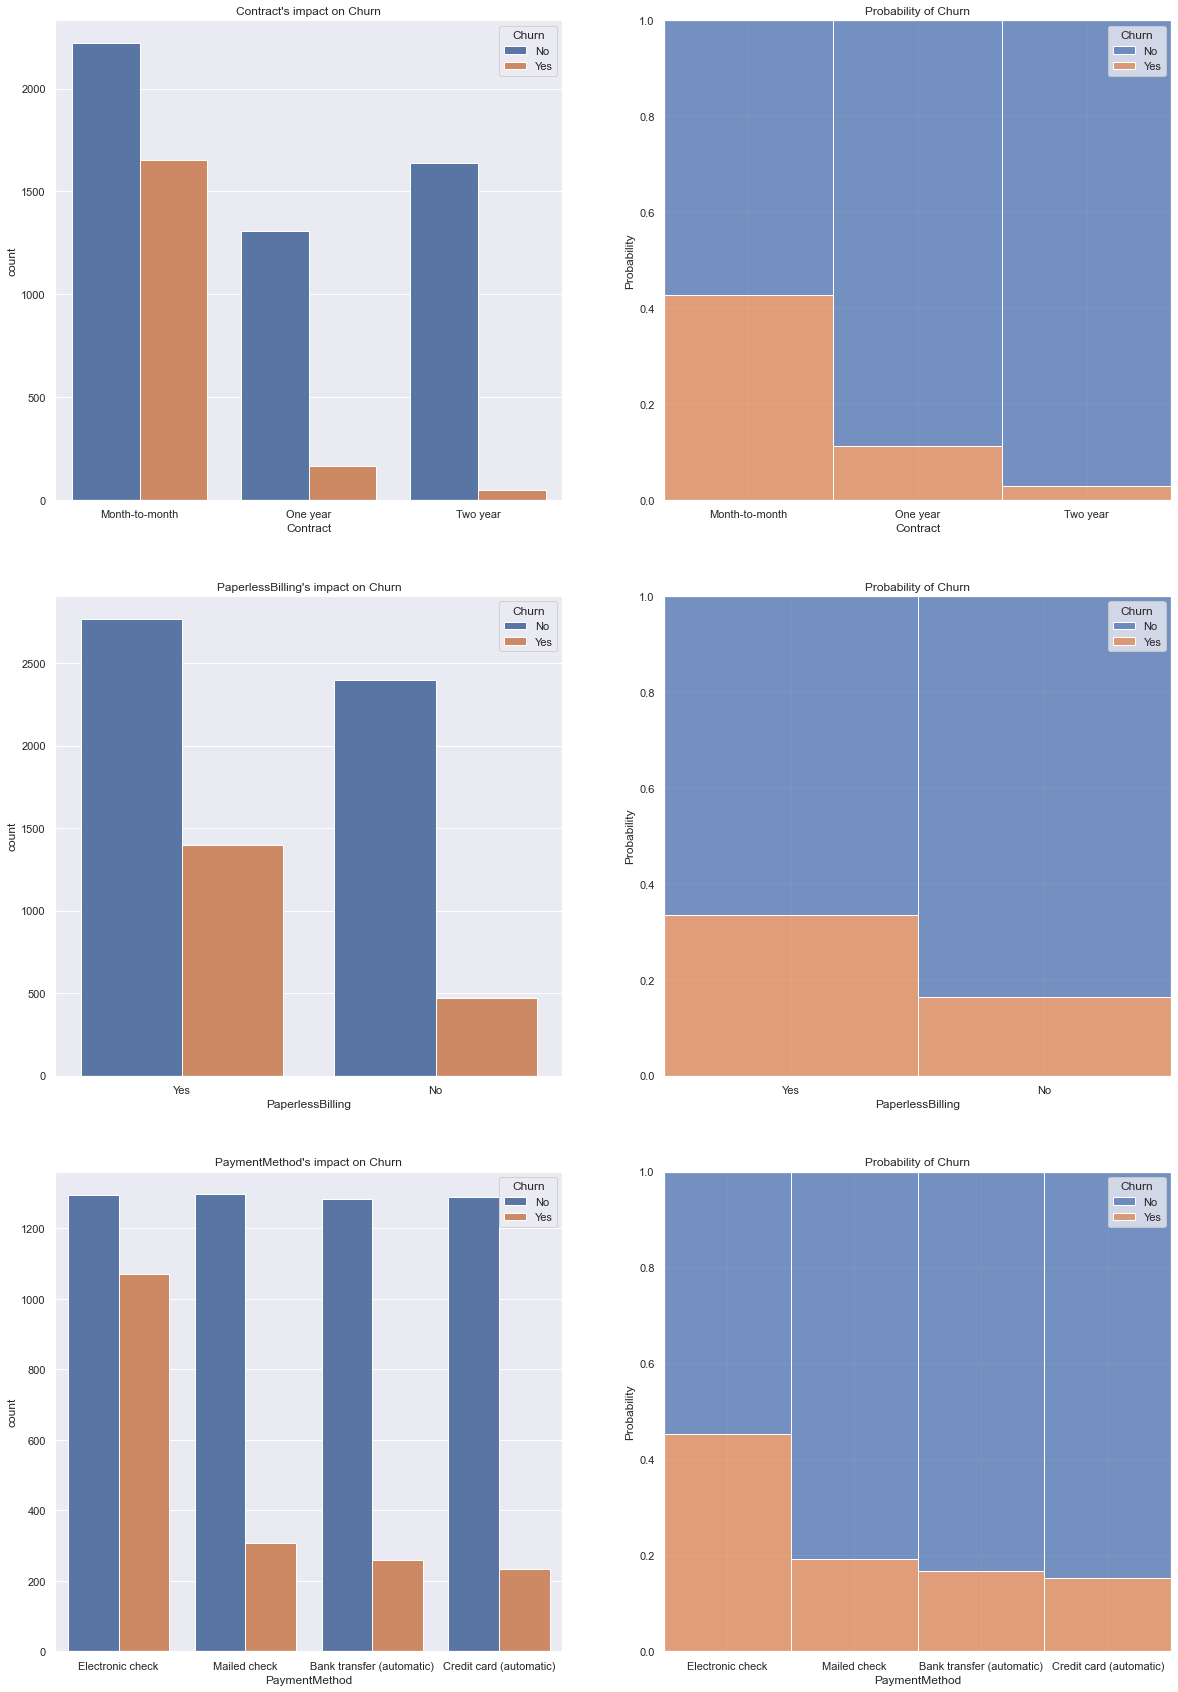 Contract's impact on Churn
count
2000
1500
1000
500
0
Churn
No
Yes
Month-to-month One year Two year
Contract
Probability of Churn
Probability
1.0
0.8
0.6
0.4
0.2
0.0
Churn
No
Yes
Month-to-month One year Two year
Contract
PaperlessBilling's impact on Churn
count
2500
2000
1500
1000
500
0
Churn
No
Yes
Yes No
PaperlessBilling
Probability of Churn
Probability
1.0
0.8
0.6
0.4
0.2
0.0
Churn
No
Yes
Yes No
PaperlessBilling
PaymentMethod's impact on Churn
count
1200
1000
800
600
400
200
0
Churn
No
Yes
Electronic check Mailed check Bank transfer (automatic) Credit card (automatic)
PaymentMethod
Probability of Churn
Probability
1.0
0.8
0.6
0.4
0.2
0.0
Churn
No
Yes
Electronic check Mailed check Bank transfer (automatic) Credit card (automatic)
PaymentMethod